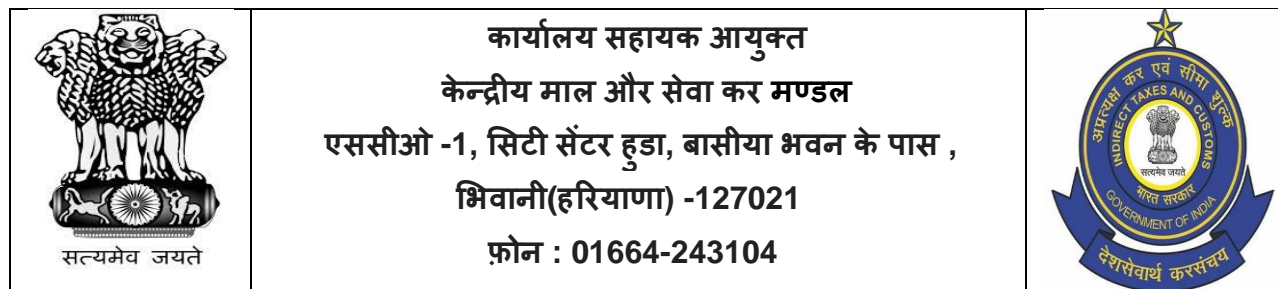 सत्यमेव जयते
कार्यालय सहायक आयुक्त
केन्द्रीय माल और सेवा कर मण्डल
एससीओ -1, सिटी सेंटर हुडा, बासीया भवन के पास ,
भिवानी(हरियाणा) -127021
फ़ोन : 01664-243104
अप्रत्यक्ष कर एवं सीमा शुल्क
INDIRECT TAXES AND CUSTOMS
सत्यमेव जयते
भारत सरकार
GOVERNMENT OF INDIA
देशसेवार्थ करसंचय